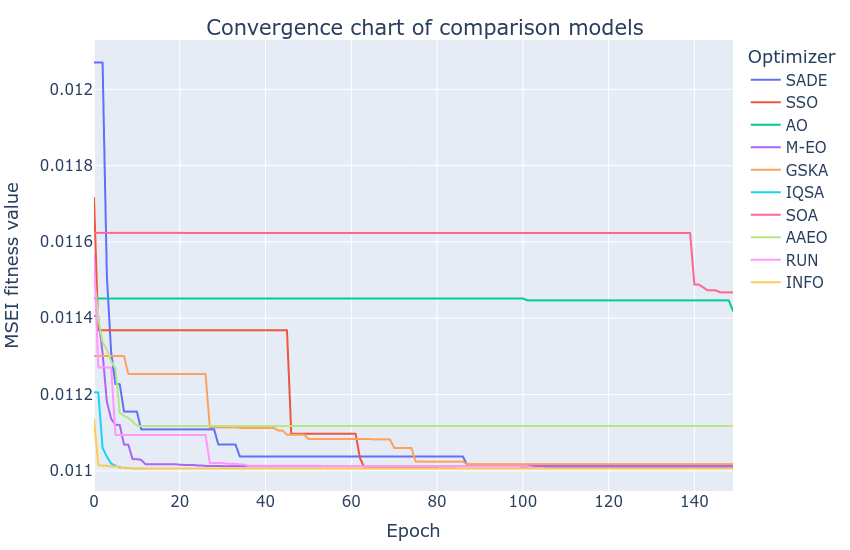 Convergence chart of comparison models
MSEI fitness value
0.012
0.0118
0.0116
0.0114
0.0112
0.011
0 20 40 60 80 100 120 140
Epoch
Optimizer
SADE
SSO
AO
M-EO
GSKA
IQSA
SOA
AAEO
RUN
INFO